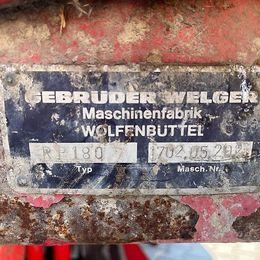 GEBRÜDER WELGER
Maschinenfabrik
WOLFENBÜTTEL
RP180
Typ Masch. Nr.